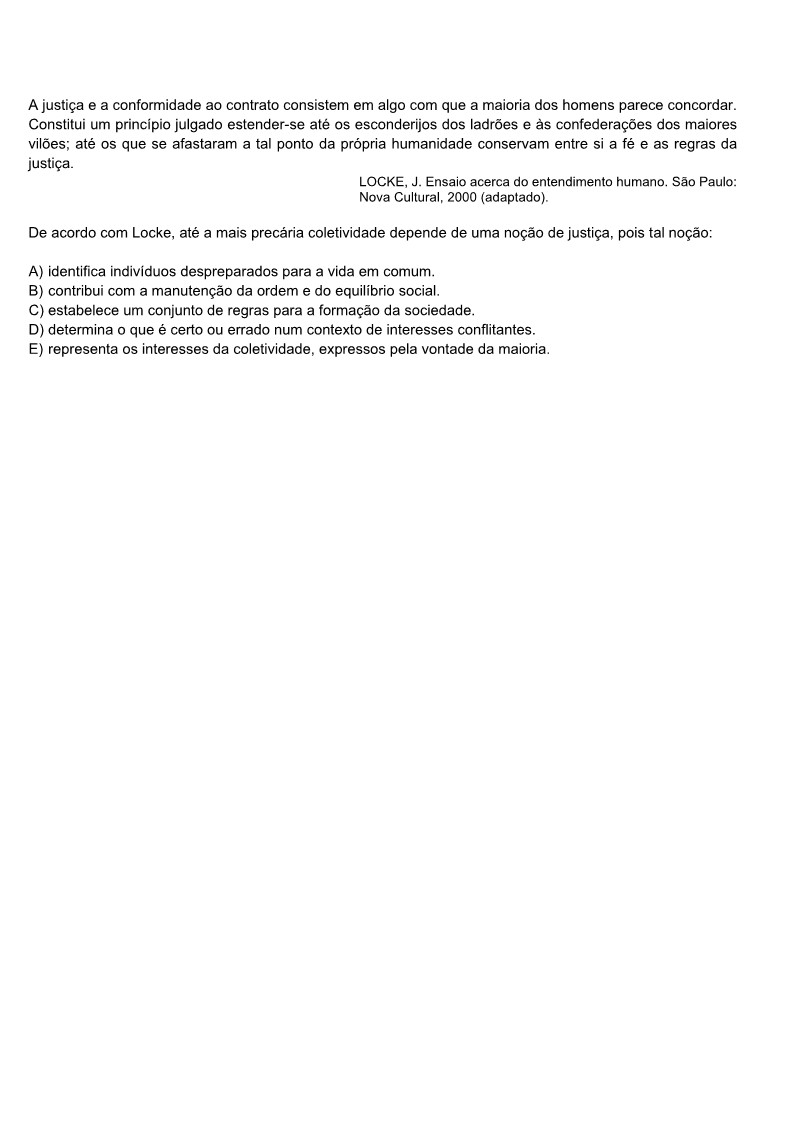 A justiça e a conformidade ao contrato consistem em algo com que a maioria dos homens parece concordar.
Constitui um princípio julgado estender-se até os esconderijos dos ladrões e às confederações dos maiores
vilões; até os que se afastaram a tal ponto da própria humanidade conservam entre si a fé e as regras da
justiça.
LOCKE, J. Ensaio acerca do entendimento humano. São Paulo:
Nova Cultural, 2000 (adaptado).
De acordo com Locke, até a mais precária coletividade depende de uma noção de justiça, pois tal noção:
A) identifica indivíduos despreparados para a vida em comum.
B) contribui com a manutenção da ordem e do equilíbrio social.
C) estabelece um conjunto de regras para a formação da sociedade.
D) determina o que é certo ou errado num contexto de interesses conflitantes.
E) representa os interesses da coletividade, expressos pela vontade da maioria.